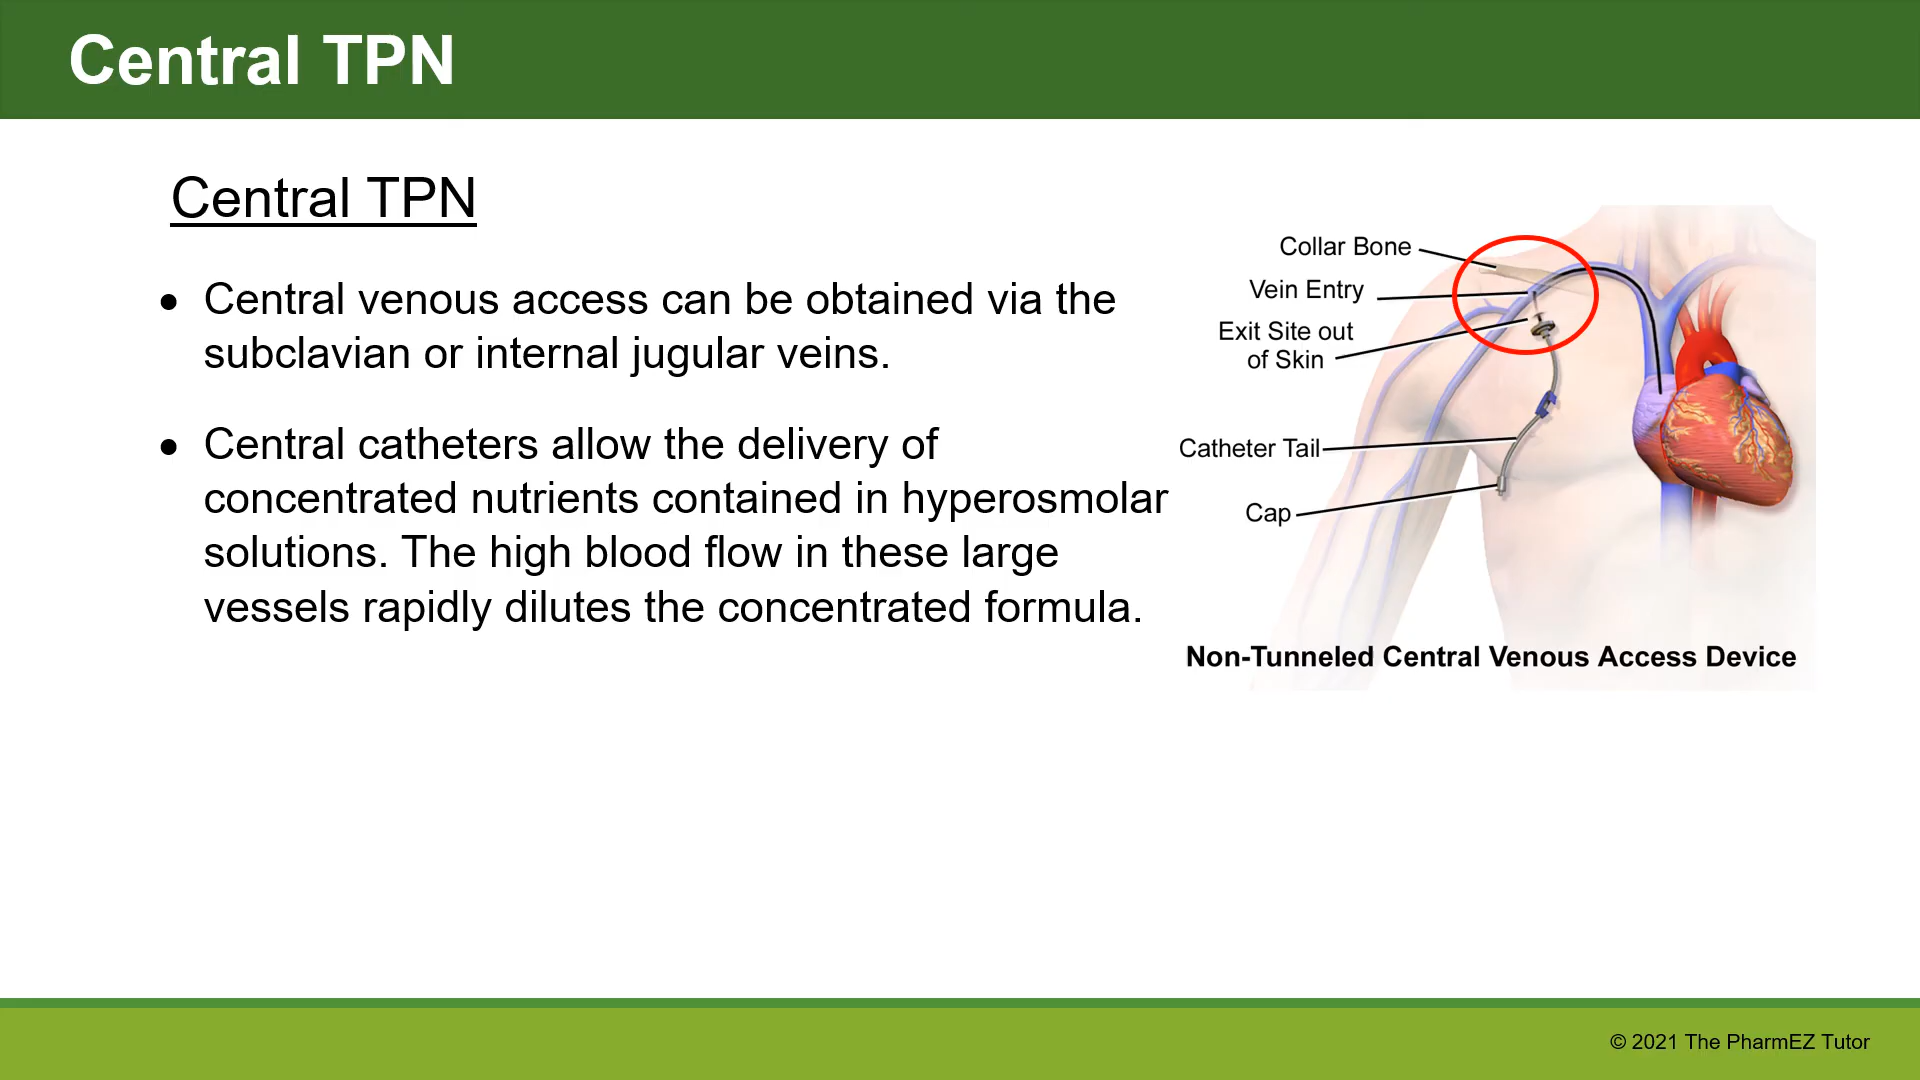 Central TPN
Central TPN
• Central venous access can be obtained via the
subclavian or internal jugular veins.
• Central catheters allow the delivery of
concentrated nutrients contained in hyperosmolar
solutions. The high blood flow in these large
vessels rapidly dilutes the concentrated formula.
Collar Bone
Vein Entry
Exit Site out
of Skin
Catheter Tail
Cap
Non-Tunneled Central Venous Access Device
© 2021 The PharmEZ Tutor